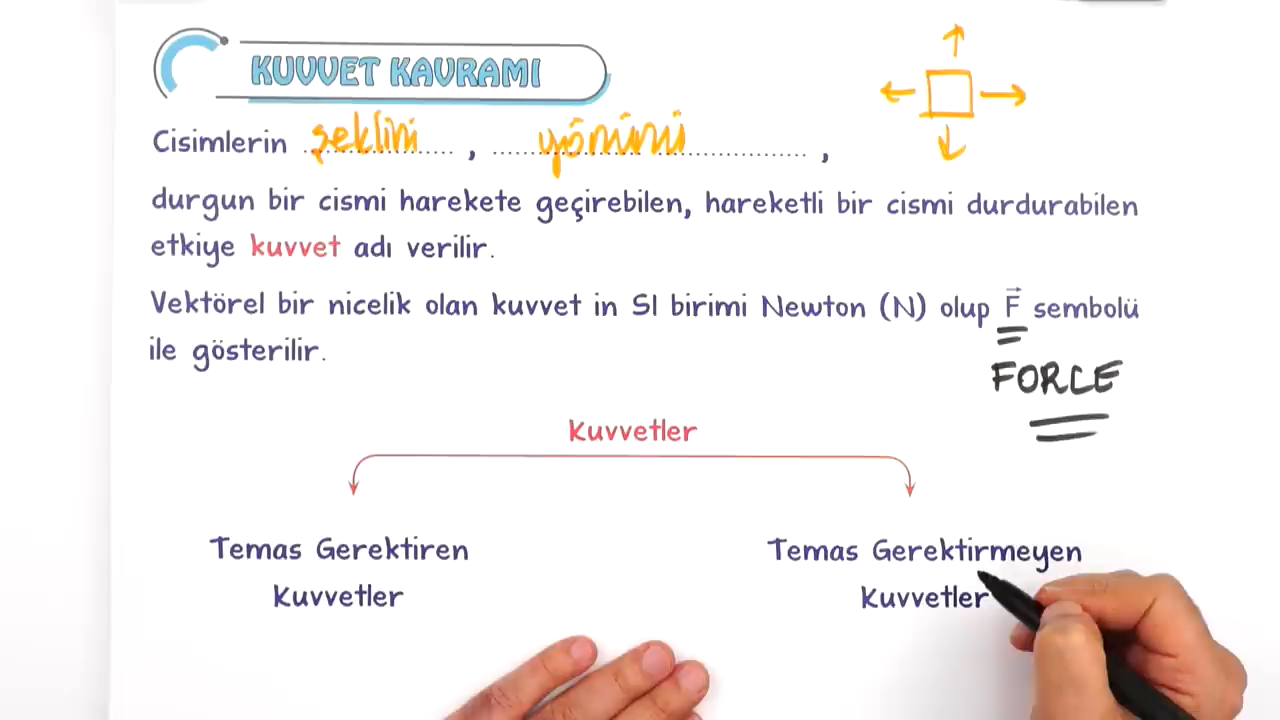 KUVVET KAVRAMI
Cisimlerin şeklini , yönünü ,
durgun bir cismi harekete geçirebilen, hareketli bir cismi durdurabilen
etkiye kuvvet adı verilir.
Vektörel bir nicelik olan kuvvet in SI birimi Newton (N) olup F⃗ sembolü
ile gösterilir.
FORCE
Kuvvetler
Temas Gerektiren
Kuvvetler
Temas Gerektirmeyen
Kuvvetler